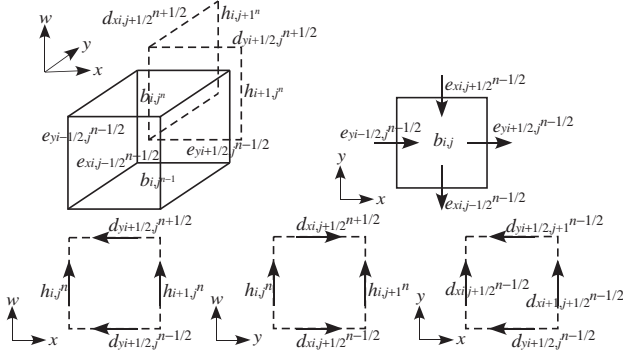 w
y
x
d_{xi,j+1/2}^{n+1/2}
h_{i,j+1}^n
d_{yi+1/2,j}^{n+1/2}
b_{i,j}^n
h_{i+1,j}^n
e_{yi-1/2,j}^{n-1/2}
e_{xi,j-1/2}^{n-1/2}
e_{yi+1/2,j}^{n-1/2}
b_{i,j}^{n-1}
e_{xi,j+1/2}^{n-1/2}
e_{yi-1/2,j}^{n-1/2}
e_{yi+1/2,j}^{n-1/2}
b_{i,j}
y
x
e_{xi,j-1/2}^{n-1/2}
d_{yi+1/2,j}^{n+1/2}
h_{i,j}^n
h_{i+1,j}^n
w
x
d_{yi+1/2,j}^{n-1/2}
d_{xi,j+1/2}^{n+1/2}
h_{i,j}^n
h_{i,j+1}^n
w
y
d_{xi,j+1/2}^{n-1/2}
d_{yi+1/2,j+1}^{n-1/2}
d_{xi,j+1/2}^{n-1/2}
d_{xi+1,j+1/2}^{n-1/2}
y
x
d_{yi+1/2,j}^{n-1/2}